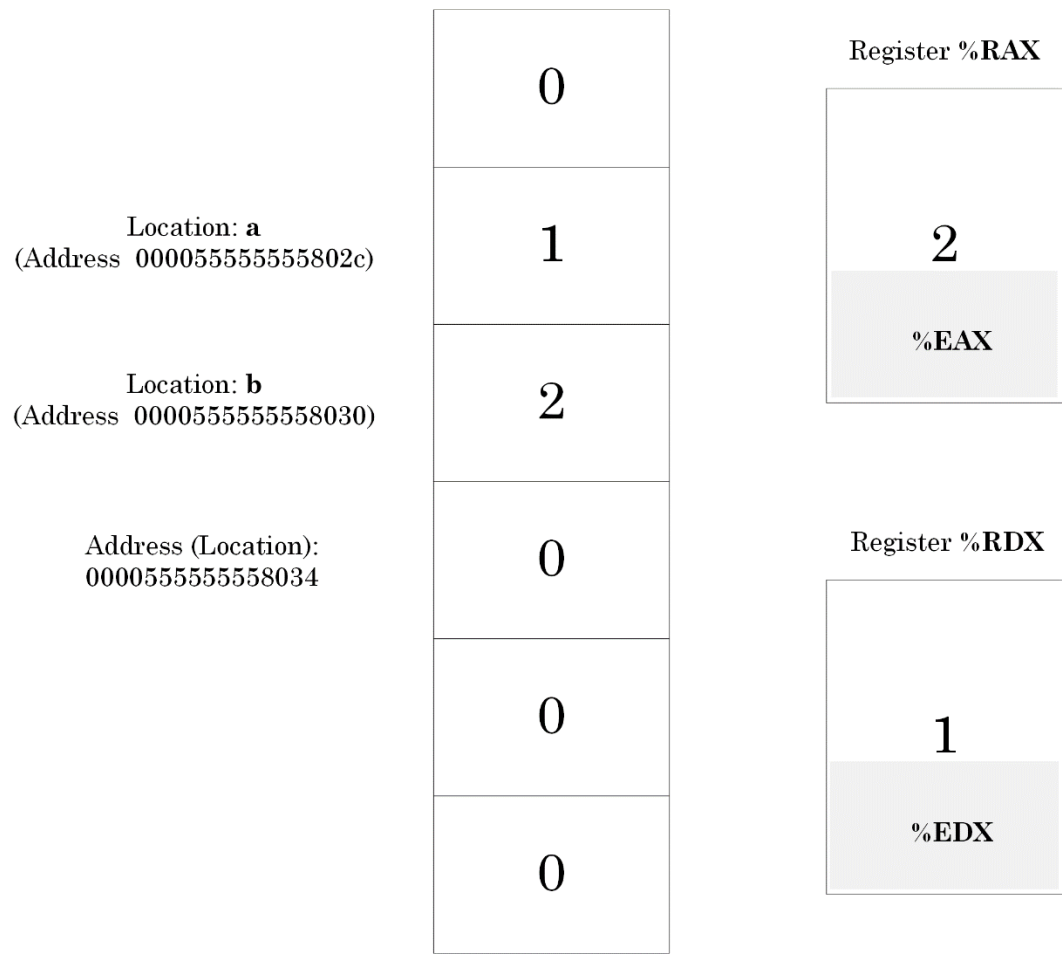 0
Register %RAX
Location: a
(Address 000055555555802c)
1
2
%EAX
Location: b
(Address 0000555555558030)
2
Address (Location):
0000555555558034
0
Register %RDX
0
1
%EDX
0